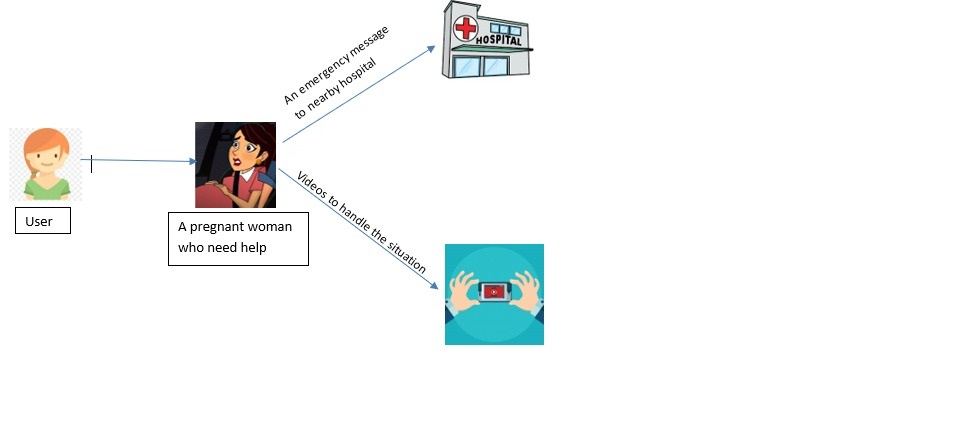 An emergency message
to nearby hospital
HOSPITAL
User
A pregnant woman
who need help
Videos to handle the situation